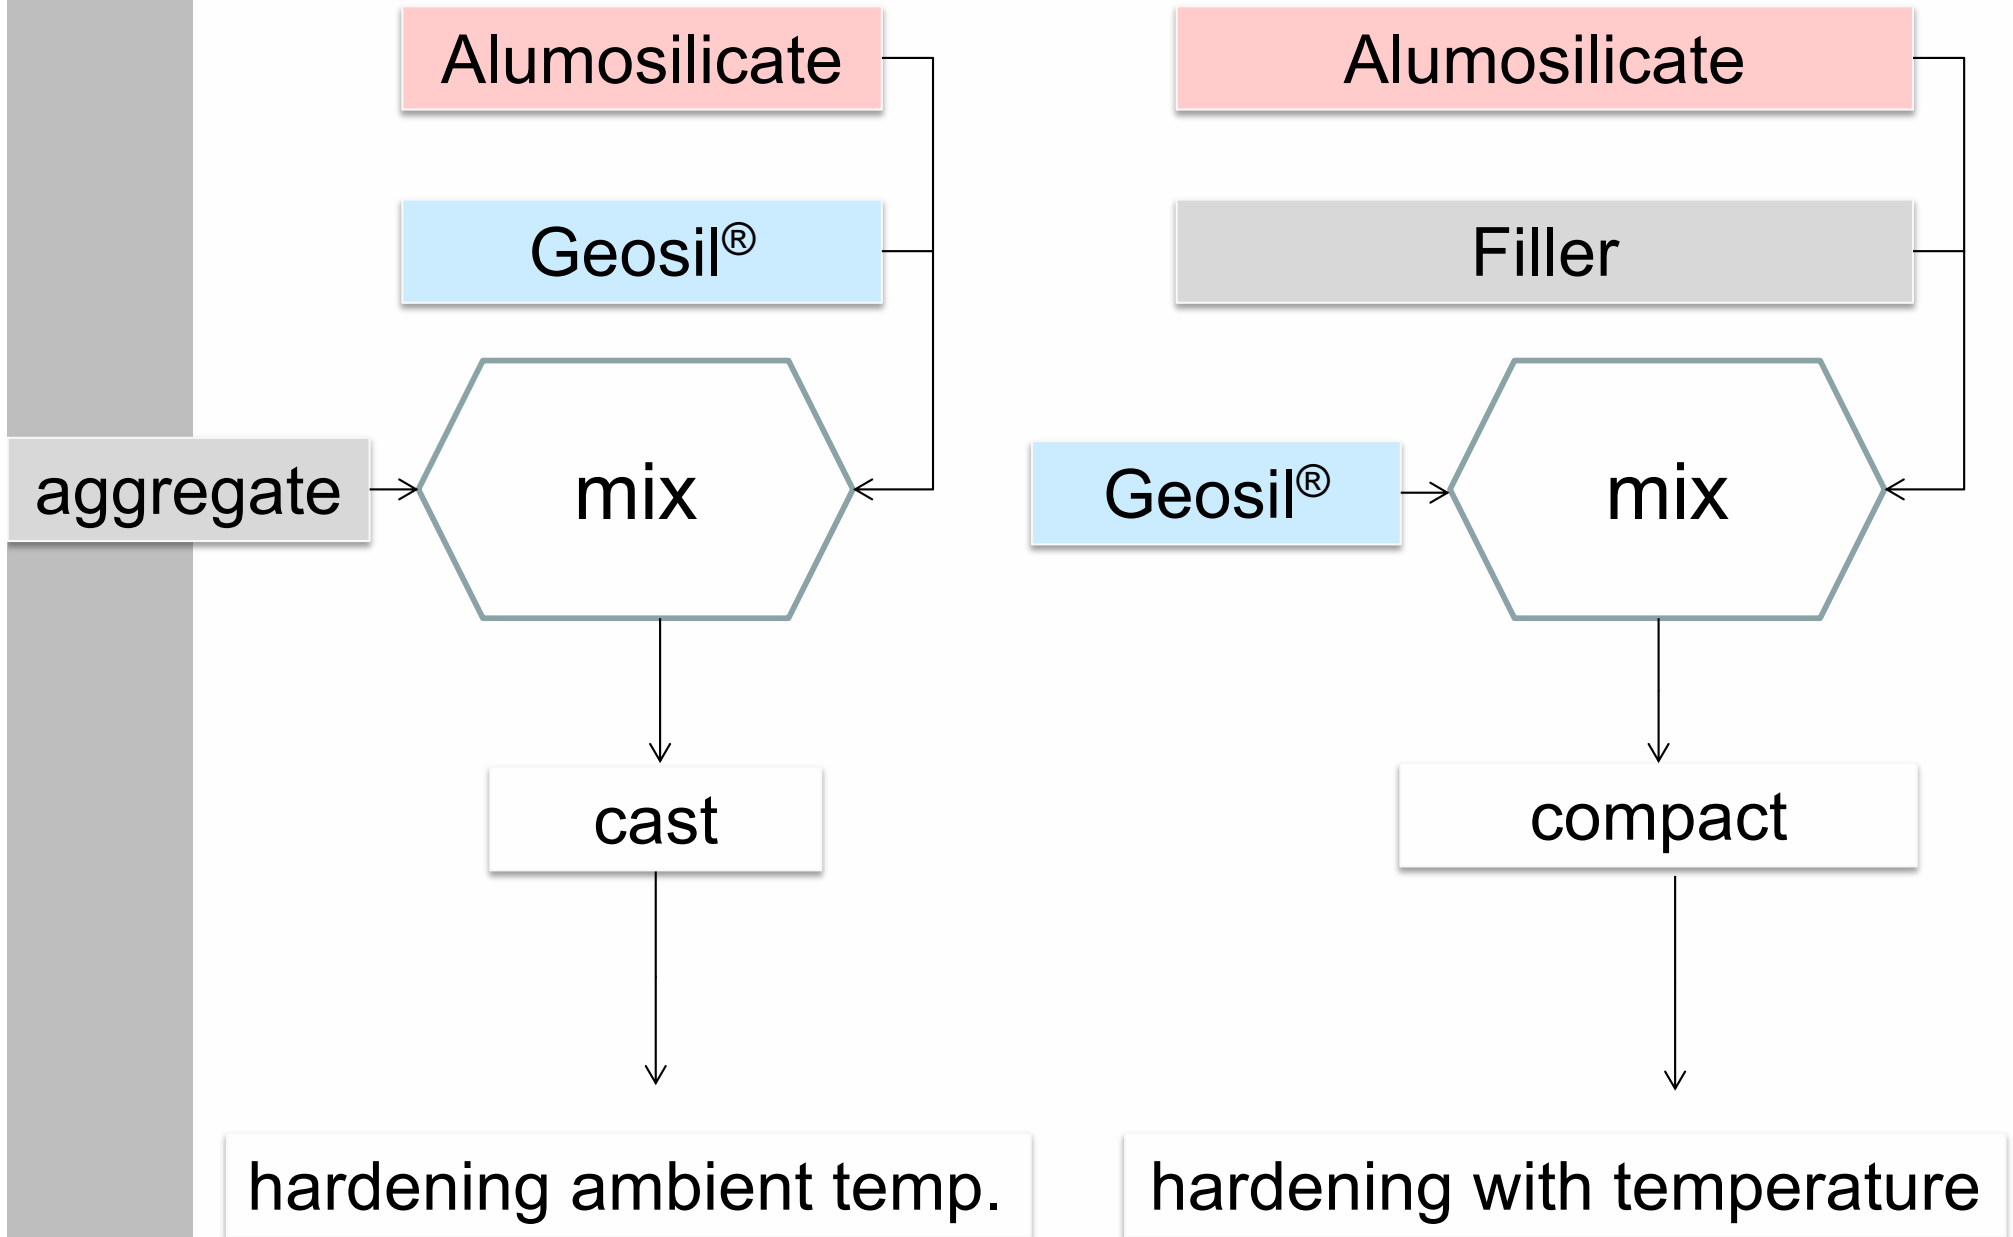 Alumosilicate
Geosil®
aggregate
mix
cast
hardening ambient temp.
Alumosilicate
Filler
Geosil®
mix
compact
hardening with temperature